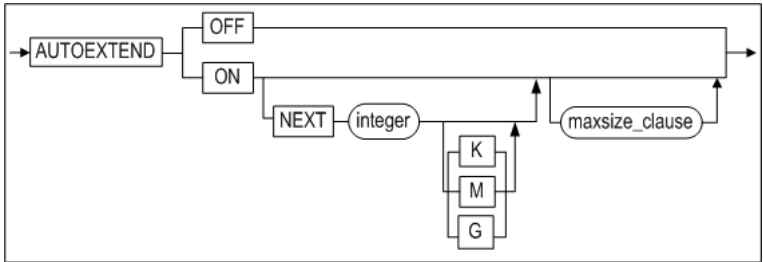 OFF
AUTOEXTEND
ON
NEXT integer maxsize_clause
K
M
G